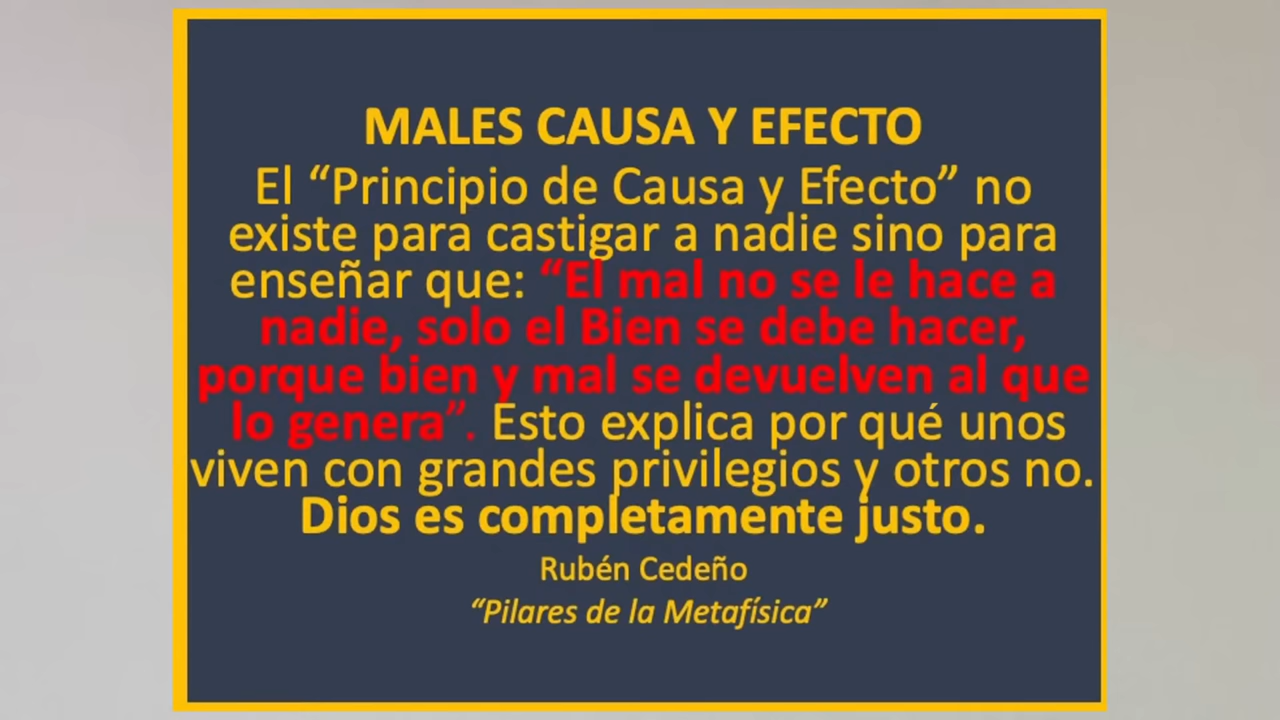 MALES CAUSA Y EFECTO
El “Principio de Causa y Efecto” no
existe para castigar a nadie sino para
enseñar que: “El mal no se le hace a
nadie, solo el Bien se debe hacer,
porque bien y mal se devuelven al que
lo genera”. Esto explica por qué unos
viven con grandes privilegios y otros no.
Dios es completamente justo.
Rubén Cedeño
“Pilares de la Metafísica”